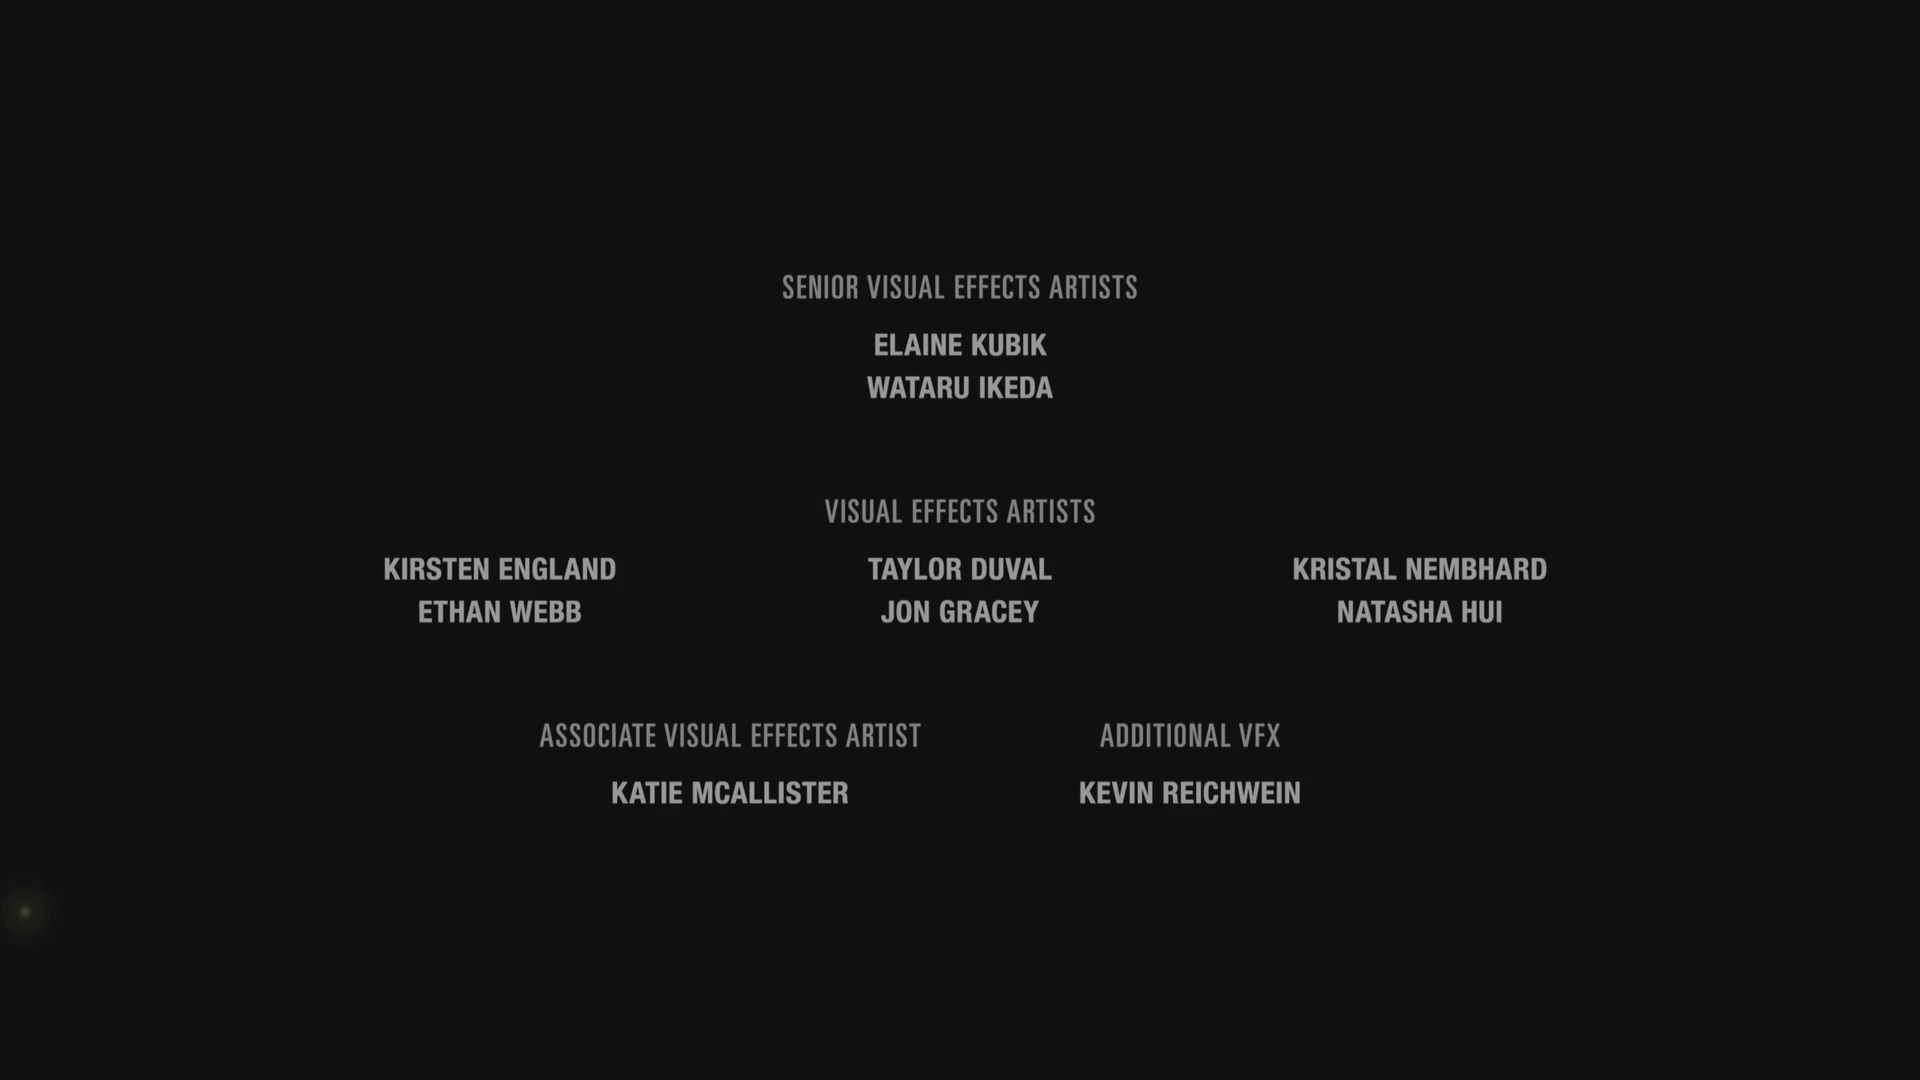 SENIOR VISUAL EFFECTS ARTISTS
ELAINE KUBIK
WATARU IKEDA
VISUAL EFFECTS ARTISTS
KIRSTEN ENGLAND TAYLOR DUVAL KRISTAL NEMBHARD
ETHAN WEBB JON GRACEY NATASHA HUI
ASSOCIATE VISUAL EFFECTS ARTIST ADDITIONAL VFX
KATIE MCALLISTER KEVIN REICHWEIN